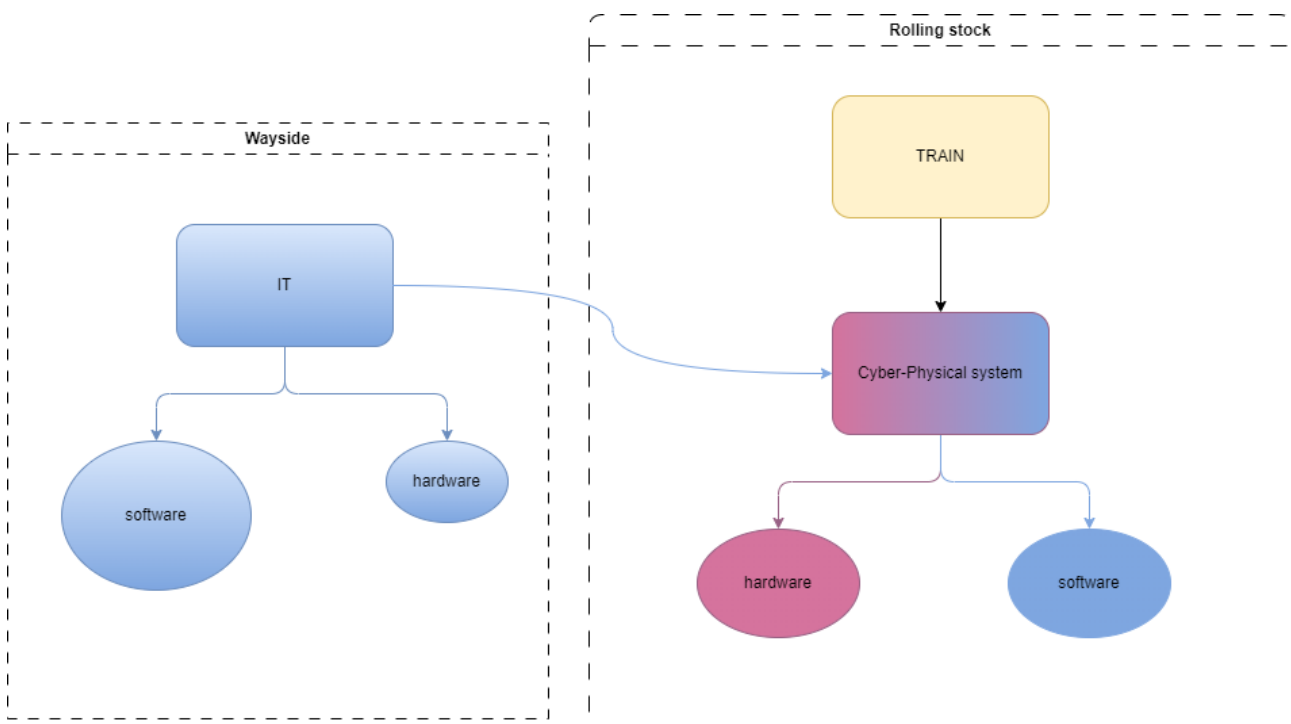 Rolling stock
Wayside
TRAIN
IT
Cyber-Physical system
software
hardware
hardware
software